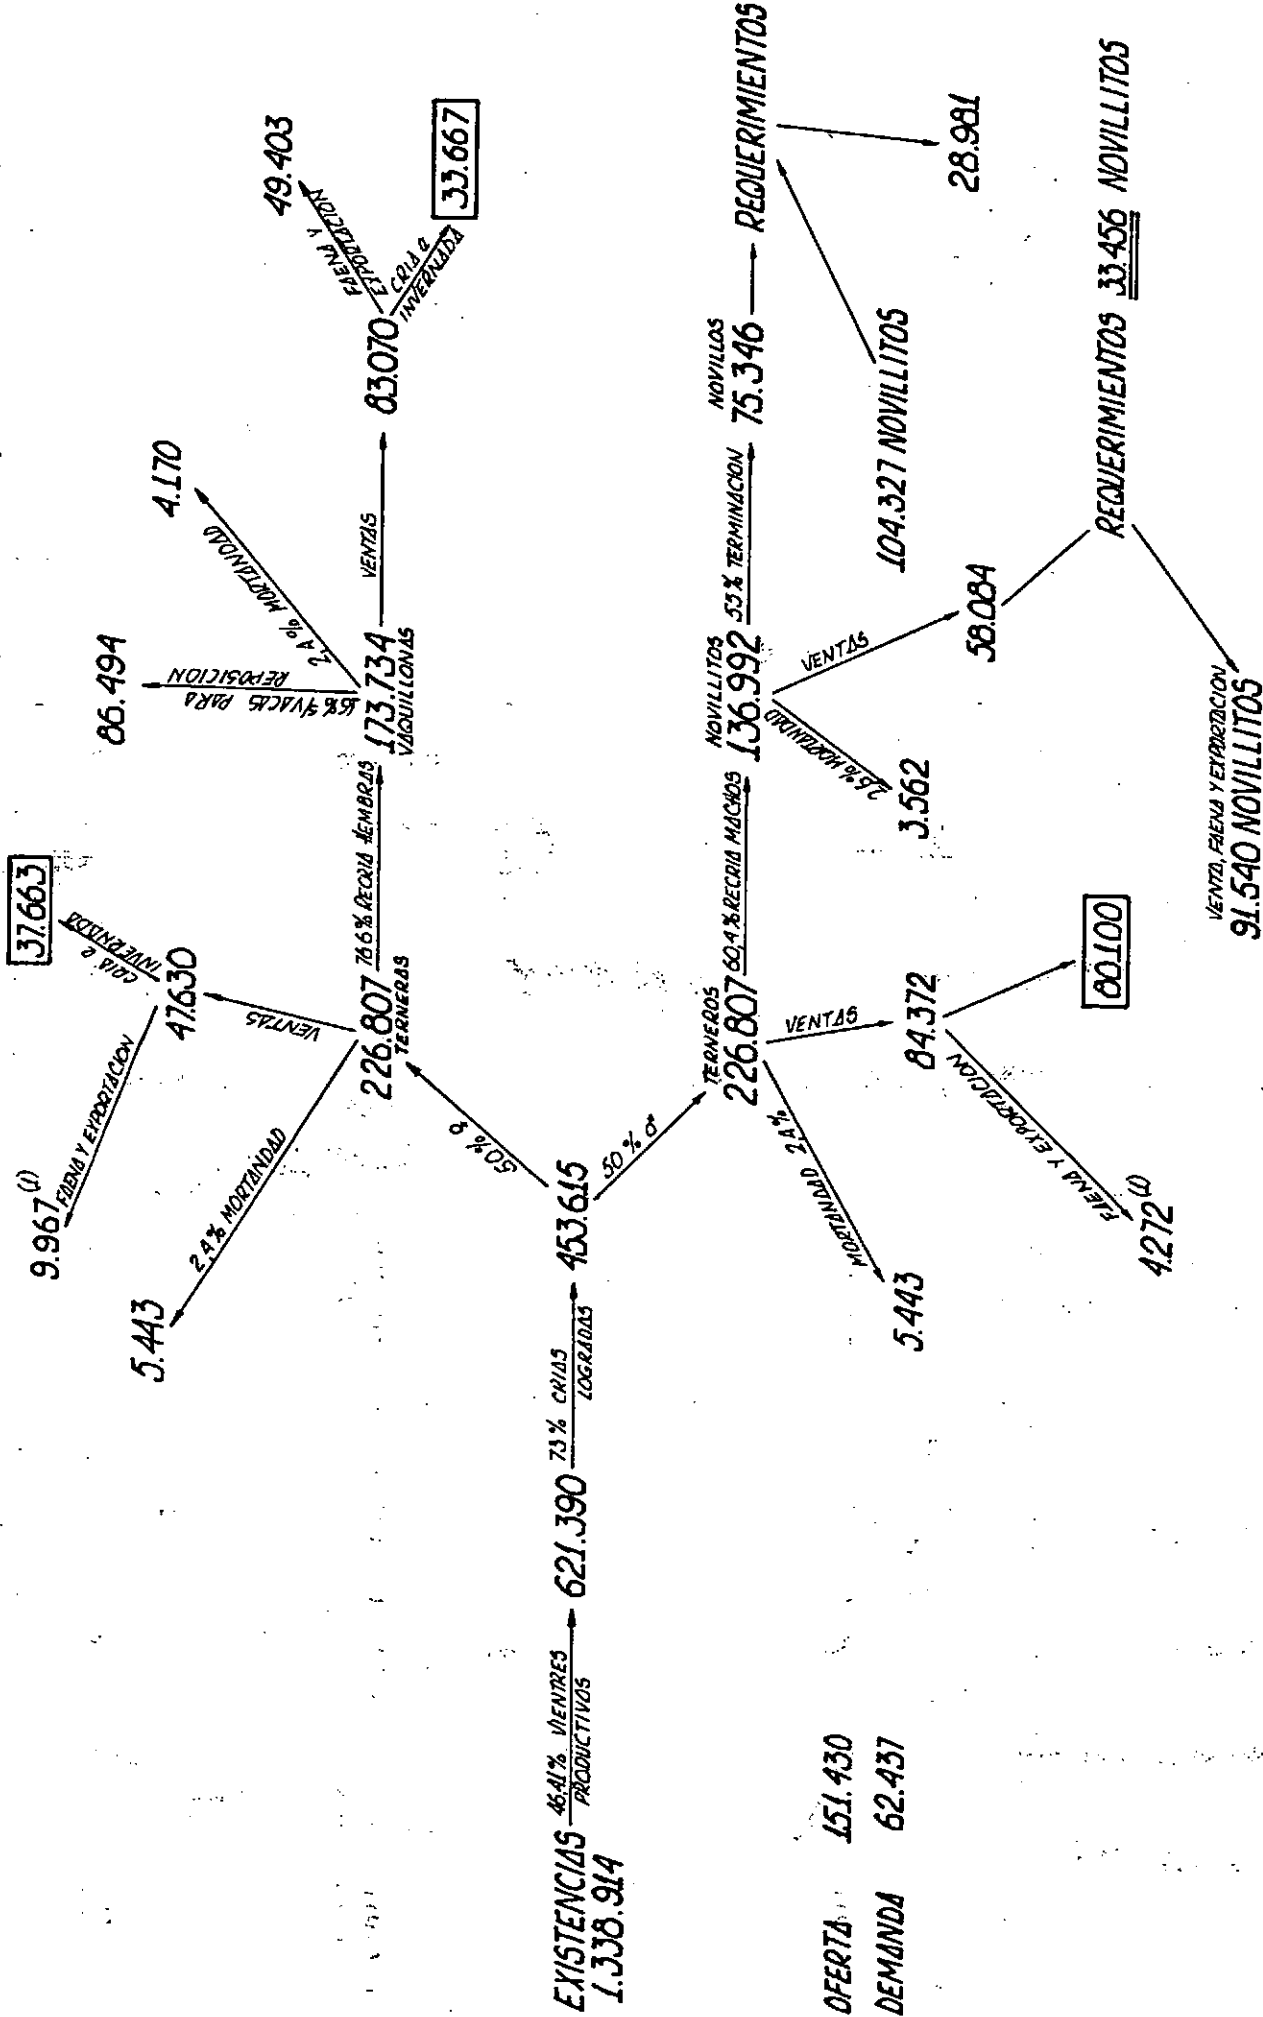 EXISTENCIAS
1.338.914
46,41% VIENTRES
PRODUCTIVOS
621.390
73% CRIAS
LOGRADAS
453.615
50% ♀
50% ♂
226.807
TERNERAS
2,4% MORTANDAD
5.443
VENTAS
47.630
FAENA Y EXPORTACION
9.967 (1)
CRIA e
INVERNADA
37.663
76.6% RECRIA HEMBRAS
173.734
VAQUILLONAS
16% S/VACAS PARA
REPOSICION
86.494
2,4% MORTANDAD
4.170
VENTAS
83.070
FAENA Y
EXPORTACION
49.403
CRIA e
INVERNADA
33.667
TERNEROS
226.807
MORTANDAD 2,4%
5.443
VENTAS
84.372
FAENA Y EXPORTACION
4.272 (1)
80.100
60,4% RECRIA MACHOS
NOVILLITOS
136.992
2,6% MORTANDAD
3.562
VENTAS
58.084
55% TERMINACION
NOVILLOS
75.346
REQUERIMIENTOS
104.327 NOVILLITOS
28.981
REQUERIMIENTOS 33.456 NOVILLITOS
VENTA, FAENA Y EXPORTACION
91.540 NOVILLITOS
OFERTA 151.430
DEMANDA 62.437